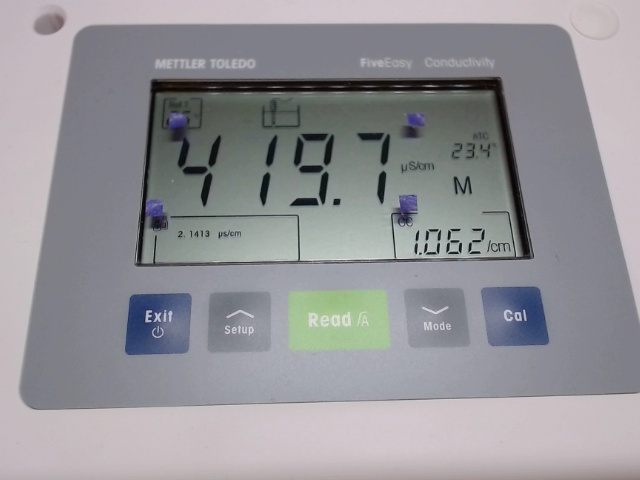 METTLER TOLEDO FiveEasy Conductivity
ATC
419.7 µS/cm 23.4°
M
2. 1413 µs/cm
CC
1.062/cm
Exit Setup Read /A Mode Cal